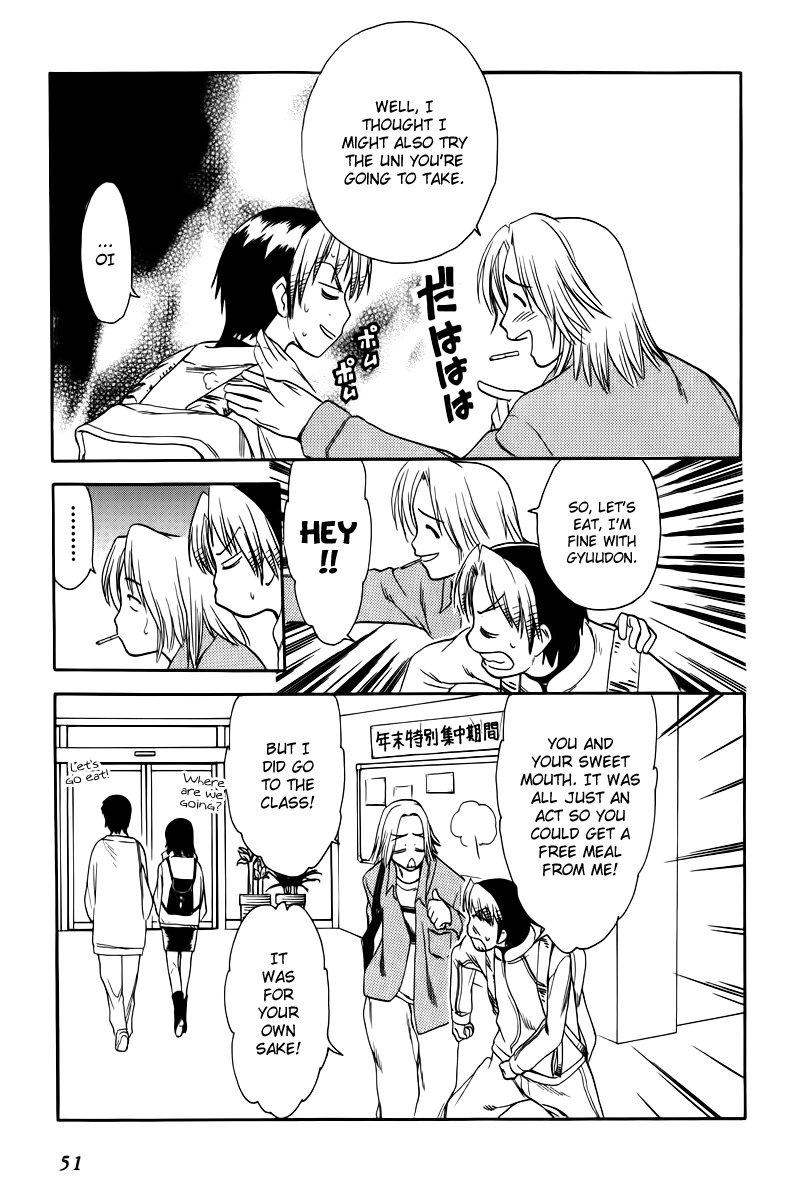 WELL, I
THOUGHT I
MIGHT ALSO TRY
THE UNI YOU'RE
GOING TO TAKE.
だははは
ポム
ポム
...
OI
SO, LET'S
EAT, I'M
FINE WITH
GYUUDON.
HEY
!!
.........
YOU AND
YOUR SWEET
MOUTH. IT WAS
ALL JUST AN
ACT SO YOU
COULD GET A
FREE MEAL
FROM ME!
年末特別集中期間
BUT I
DID GO
TO THE
CLASS!
IT
WAS
FOR
YOUR
OWN
SAKE!
Where
are we
going?
Let's
go eat!
51